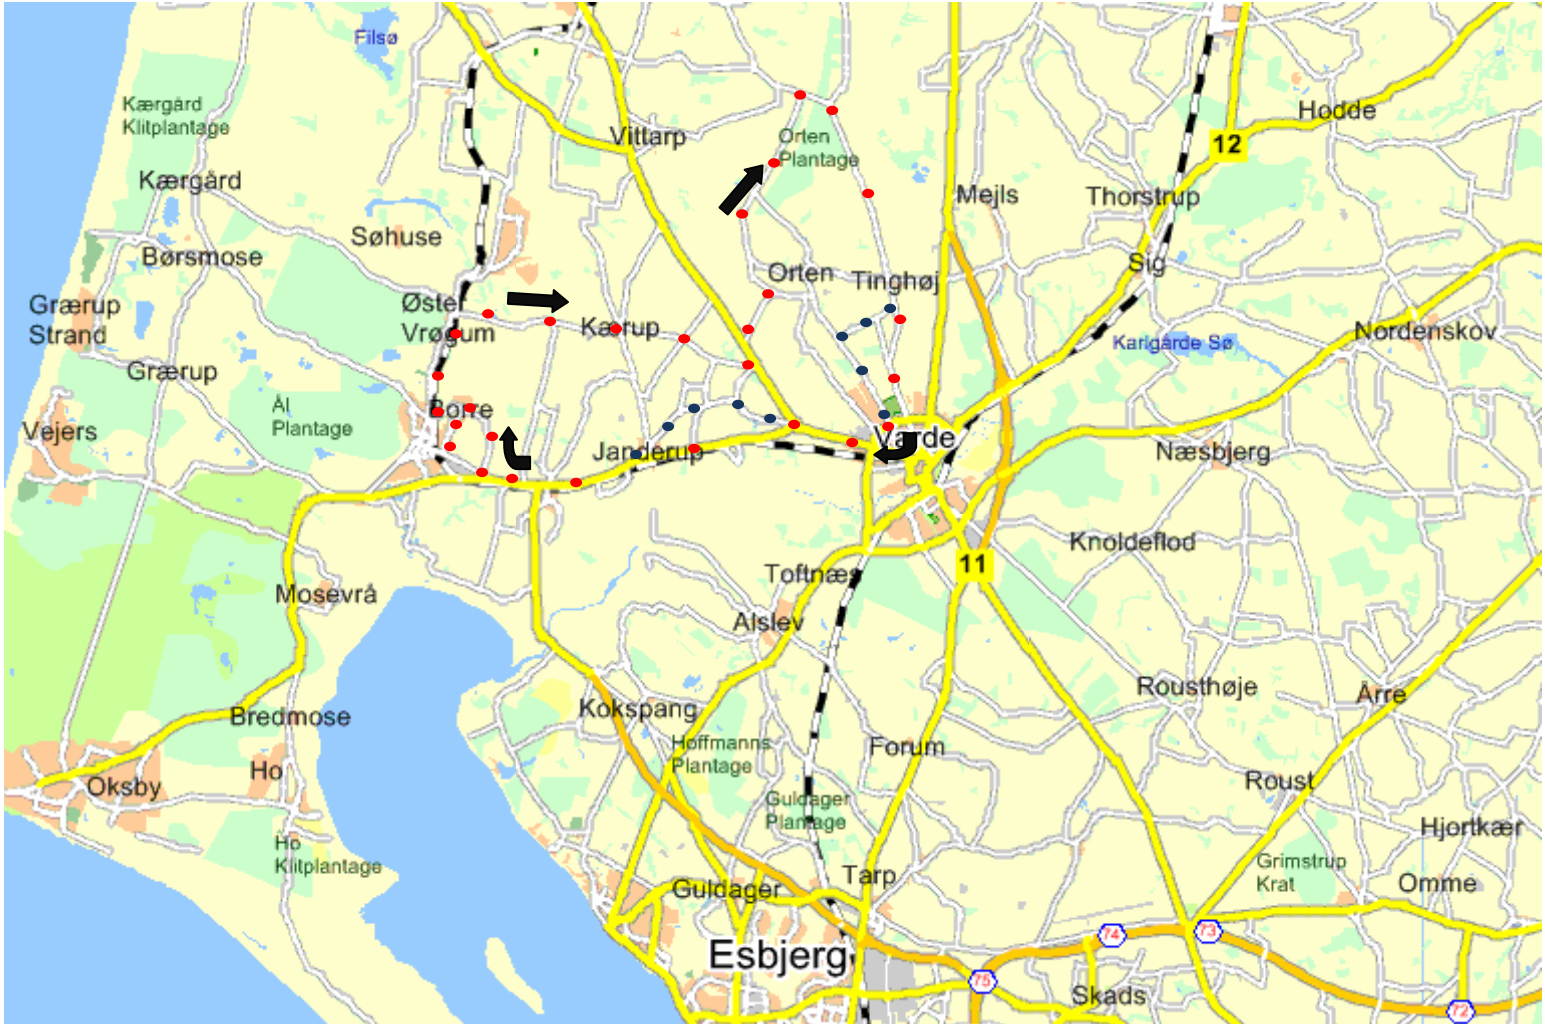 Filsø
Kærgård
Klitplantage
Hodde
Vittarp
Orten
Plantage
12
Kærgård
Mejls
Thorstrup
Søhuse
Børsmose
Sig
Orten
Tinghøj
Grærup
Strand
Øster
Vrøgum
Kærup
Karlgårde Sø
Nordenskov
Grærup
Ål
Plantage
Borre
Vejers
Janderup
Varde
Næsbjerg
Knoldeflod
11
Toftnæs
Mosevrå
Alslev
Rousthøje
Årre
Bredmose
Kokspang
Hoffmanns
Plantage
Forum
Ho
Oksby
Roust
Guldager
Plantage
Hjortkær
Ho
Klitplantage
Grimstrup
Krat
Guldager
Tarp
Omme
74
73
Esbjerg
75
Skads
72